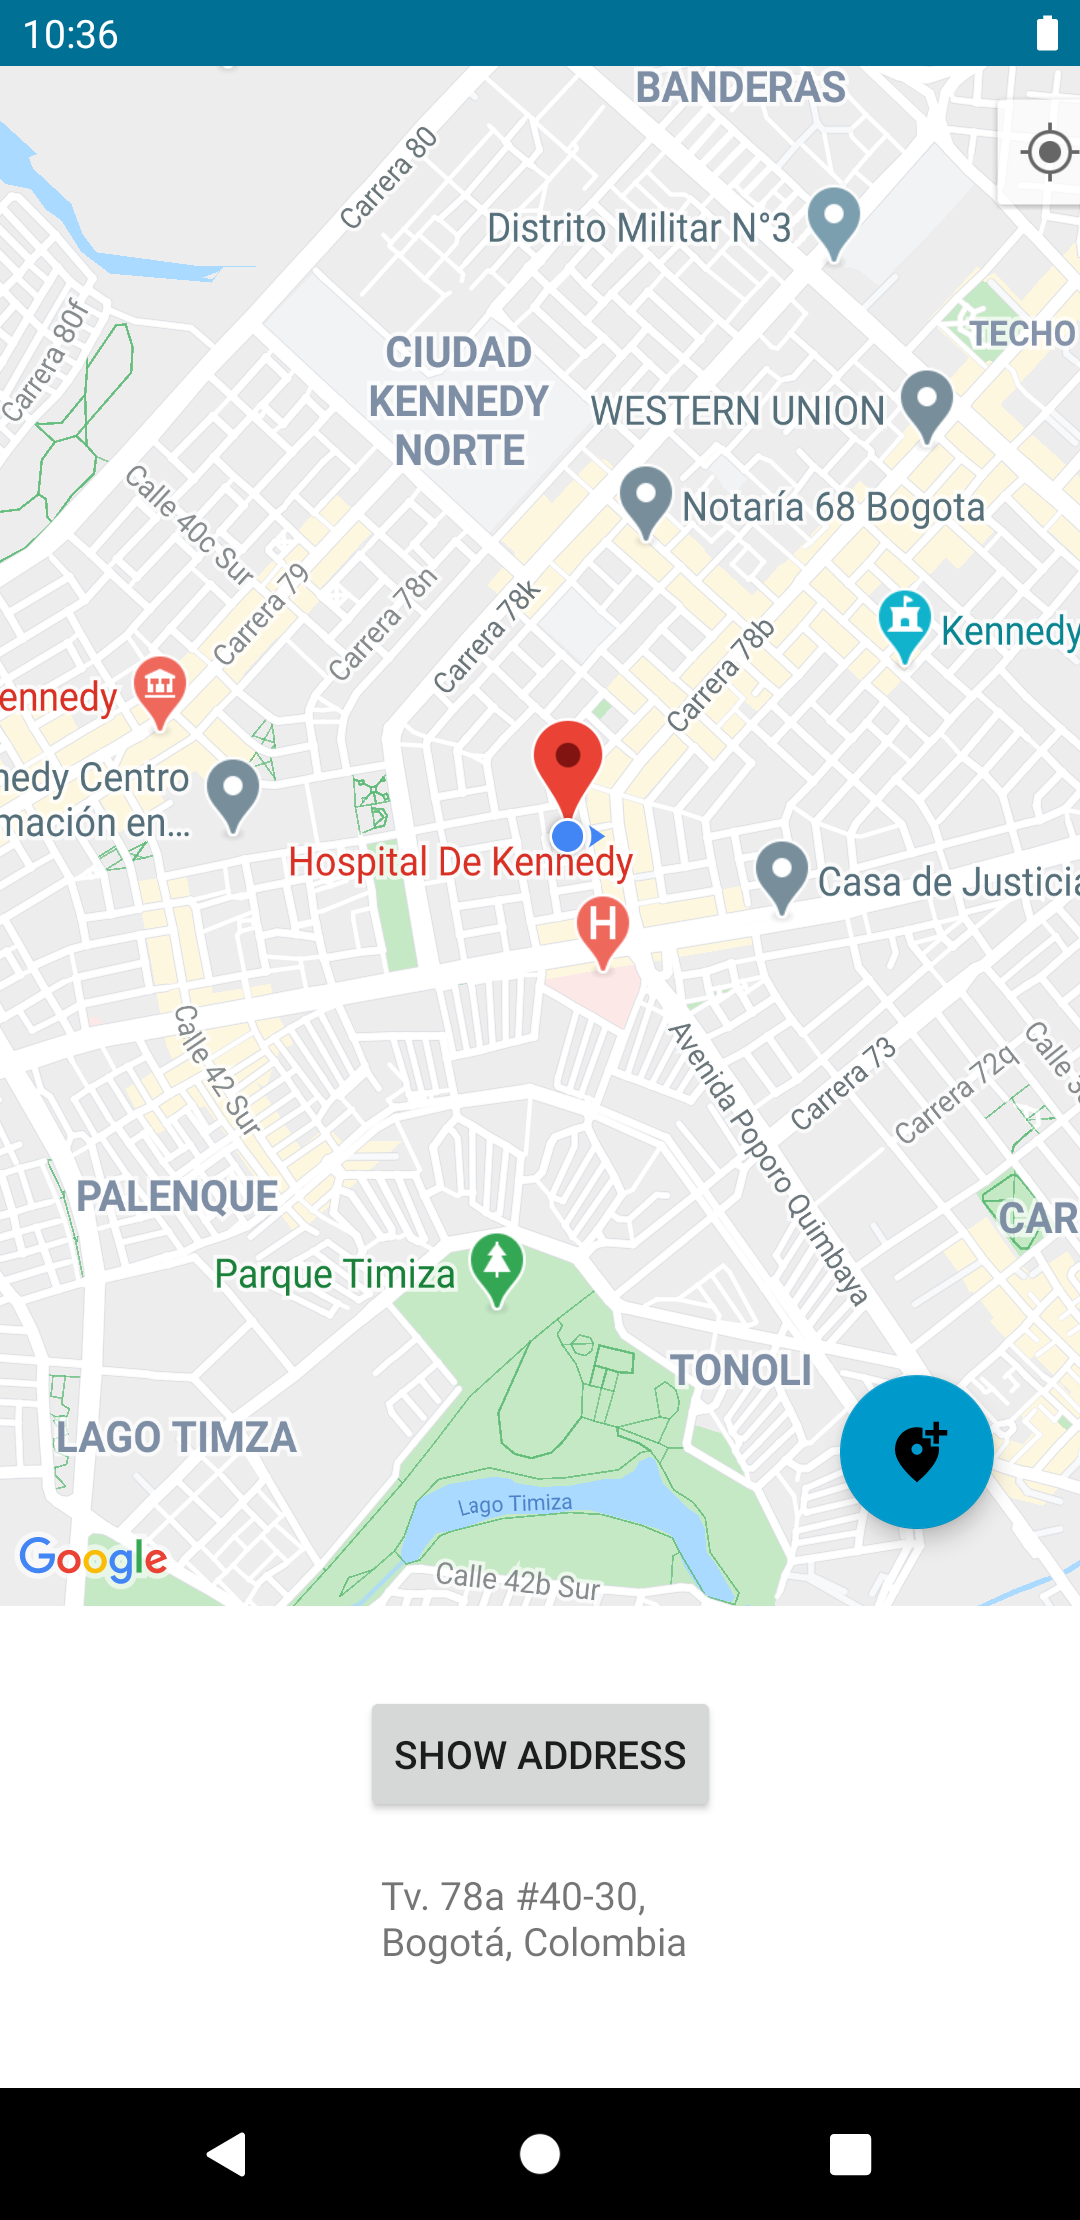 10:36
BANDERAS
Carrera 80
Distrito Militar N°3
Carrera 80f
TECHO
CIUDAD
KENNEDY
NORTE
WESTERN UNION
Calle 40c Sur
Notaría 68 Bogota
Carrera 79
Carrera 78n
Carrera 78k
Carrera 78b
Kennedy
ennedy
nedy Centro
mación en...
Hospital De Kennedy
H
Casa de Justicia
Calle 42 Sur
Avenida Poporo Quimbaya
Carrera 73
Carrera 72q
Calle 3
PALENQUE
CAR
Parque Timiza
TONOLI
LAGO TIMZA
Lago Timiza
Google
Calle 42b Sur
SHOW ADDRESS
Tv. 78a #40-30,
Bogotá, Colombia